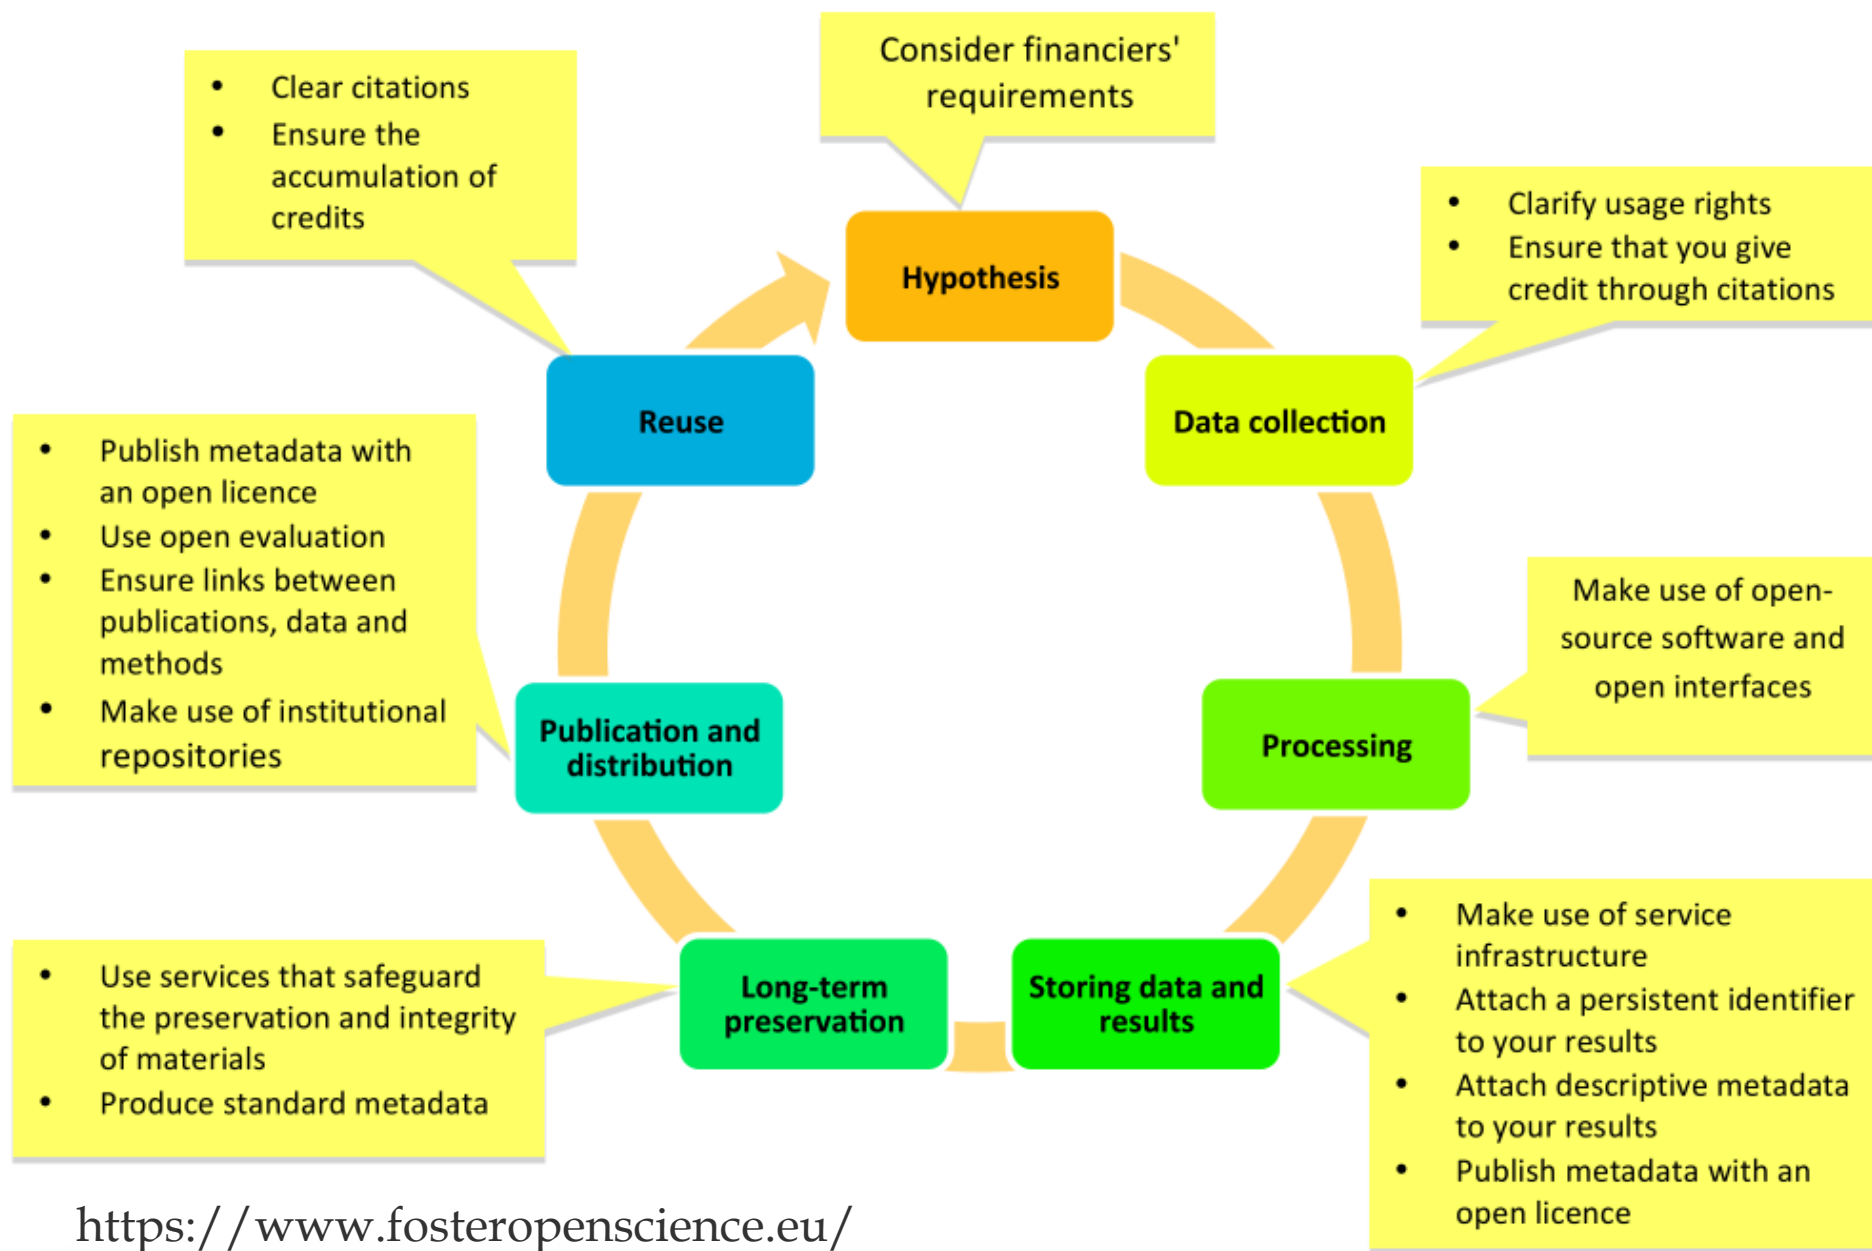 Consider financiers'
requirements
Hypothesis
• Clarify usage rights
• Ensure that you give
credit through citations
Data collection
Make use of open-
source software and
open interfaces
Processing
• Make use of service
infrastructure
• Attach a persistent identifier
to your results
• Attach descriptive metadata
to your results
• Publish metadata with an
open licence
Storing data and
results
Long-term
preservation
• Use services that safeguard
the preservation and integrity
of materials
• Produce standard metadata
Publication and
distribution
• Publish metadata with
an open licence
• Use open evaluation
• Ensure links between
publications, data and
methods
• Make use of institutional
repositories
Reuse
• Clear citations
• Ensure the
accumulation of
credits
https://www.fosteropenscience.eu/